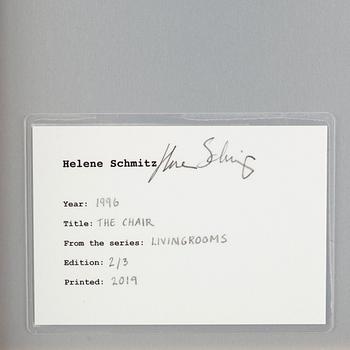 Helene Schmitz
Year: 1996
Title: THE CHAIR
From the series: LIVINGROOMS
Edition: 2/3
Printed: 2019